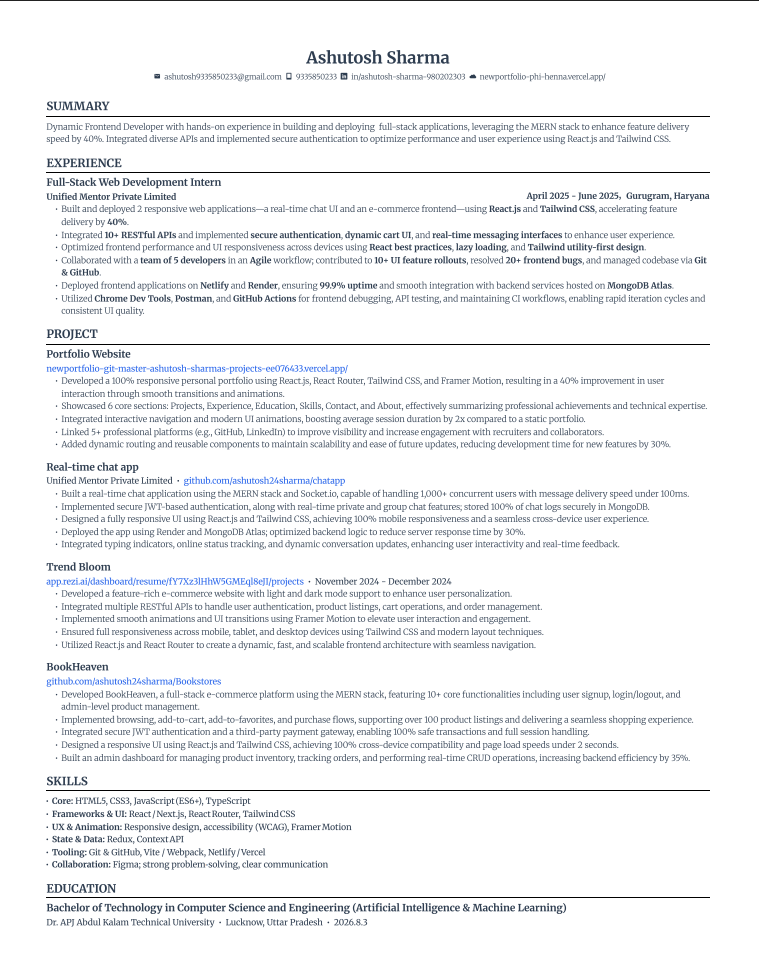 Ashutosh Sharma
ashutosh9335850233@gmail.com 9335850233 in/ashutosh-sharma-980202303 newportfolio-phi-henna.vercel.app/
SUMMARY
Dynamic Frontend Developer with hands-on experience in building and deploying full-stack applications, leveraging the MERN stack to enhance feature delivery
speed by 40%. Integrated diverse APIs and implemented secure authentication to optimize performance and user experience using React.js and Tailwind CSS.
EXPERIENCE
Full-Stack Web Development Intern
Unified Mentor Private Limited April 2025 - June 2025, Gurugram, Haryana
• Built and deployed 2 responsive web applications—a real-time chat UI and an e-commerce frontend—using React.js and Tailwind CSS, accelerating feature
delivery by 40%.
• Integrated 10+ RESTful APIs and implemented secure authentication, dynamic cart UI, and real-time messaging interfaces to enhance user experience.
• Optimized frontend performance and UI responsiveness across devices using React best practices, lazy loading, and Tailwind utility-first design.
• Collaborated with a team of 5 developers in an Agile workflow; contributed to 10+ UI feature rollouts, resolved 20+ frontend bugs, and managed codebase via Git
& GitHub.
• Deployed frontend applications on Netlify and Render, ensuring 99.9% uptime and smooth integration with backend services hosted on MongoDB Atlas.
• Utilized Chrome Dev Tools, Postman, and GitHub Actions for frontend debugging, API testing, and maintaining CI workflows, enabling rapid iteration cycles and
consistent UI quality.
PROJECT
Portfolio Website
newportfolio-git-master-ashutosh-sharmas-projects-ee076433.vercel.app/
• Developed a 100% responsive personal portfolio using React.js, React Router, Tailwind CSS, and Framer Motion, resulting in a 40% improvement in user
interaction through smooth transitions and animations.
• Showcased 6 core sections: Projects, Experience, Education, Skills, Contact, and About, effectively summarizing professional achievements and technical expertise.
• Integrated interactive navigation and modern UI animations, boosting average session duration by 2x compared to a static portfolio.
• Linked 5+ professional platforms (e.g., GitHub, LinkedIn) to improve visibility and increase engagement with recruiters and collaborators.
• Added dynamic routing and reusable components to maintain scalability and ease of future updates, reducing development time for new features by 30%.
Real-time chat app
Unified Mentor Private Limited • github.com/ashutosh24sharma/chatapp
• Built a real-time chat application using the MERN stack and Socket.io, capable of handling 1,000+ concurrent users with message delivery speed under 100ms.
• Implemented secure JWT-based authentication, along with real-time private and group chat features; stored 100% of chat logs securely in MongoDB.
• Designed a fully responsive UI using React.js and Tailwind CSS, achieving 100% mobile responsiveness and a seamless cross-device user experience.
• Deployed the app using Render and MongoDB Atlas; optimized backend logic to reduce server response time by 30%.
• Integrated typing indicators, online status tracking, and dynamic conversation updates, enhancing user interactivity and real-time feedback.
Trend Bloom
app.rezi.ai/dashboard/resume/fY7Xz3lHhW5GMEql8eJI/projects • November 2024 - December 2024
• Developed a feature-rich e-commerce website with light and dark mode support to enhance user personalization.
• Integrated multiple RESTful APIs to handle user authentication, product listings, cart operations, and order management.
• Implemented smooth animations and UI transitions using Framer Motion to elevate user interaction and engagement.
• Ensured full responsiveness across mobile, tablet, and desktop devices using Tailwind CSS and modern layout techniques.
• Utilized React.js and React Router to create a dynamic, fast, and scalable frontend architecture with seamless navigation.
BookHeaven
github.com/ashutosh24sharma/Bookstores
• Developed BookHeaven, a full-stack e-commerce platform using the MERN stack, featuring 10+ core functionalities including user signup, login/logout, and
admin-level product management.
• Implemented browsing, add-to-cart, add-to-favorites, and purchase flows, supporting over 100 product listings and delivering a seamless shopping experience.
• Integrated secure JWT authentication and a third-party payment gateway, enabling 100% safe transactions and full session handling.
• Designed a responsive UI using React.js and Tailwind CSS, achieving 100% cross-device compatibility and page load speeds under 2 seconds.
• Built an admin dashboard for managing product inventory, tracking orders, and performing real-time CRUD operations, increasing backend efficiency by 35%.
SKILLS
• Core: HTML5, CSS3, JavaScript (ES6+), TypeScript
• Frameworks & UI: React / Next.js, React Router, Tailwind CSS
• UX & Animation: Responsive design, accessibility (WCAG), Framer Motion
• State & Data: Redux, Context API
• Tooling: Git & GitHub, Vite / Webpack, Netlify / Vercel
• Collaboration: Figma; strong problem-solving, clear communication
EDUCATION
Bachelor of Technology in Computer Science and Engineering (Artificial Intelligence & Machine Learning)
Dr. APJ Abdul Kalam Technical University • Lucknow, Uttar Pradesh • 2026.8.3